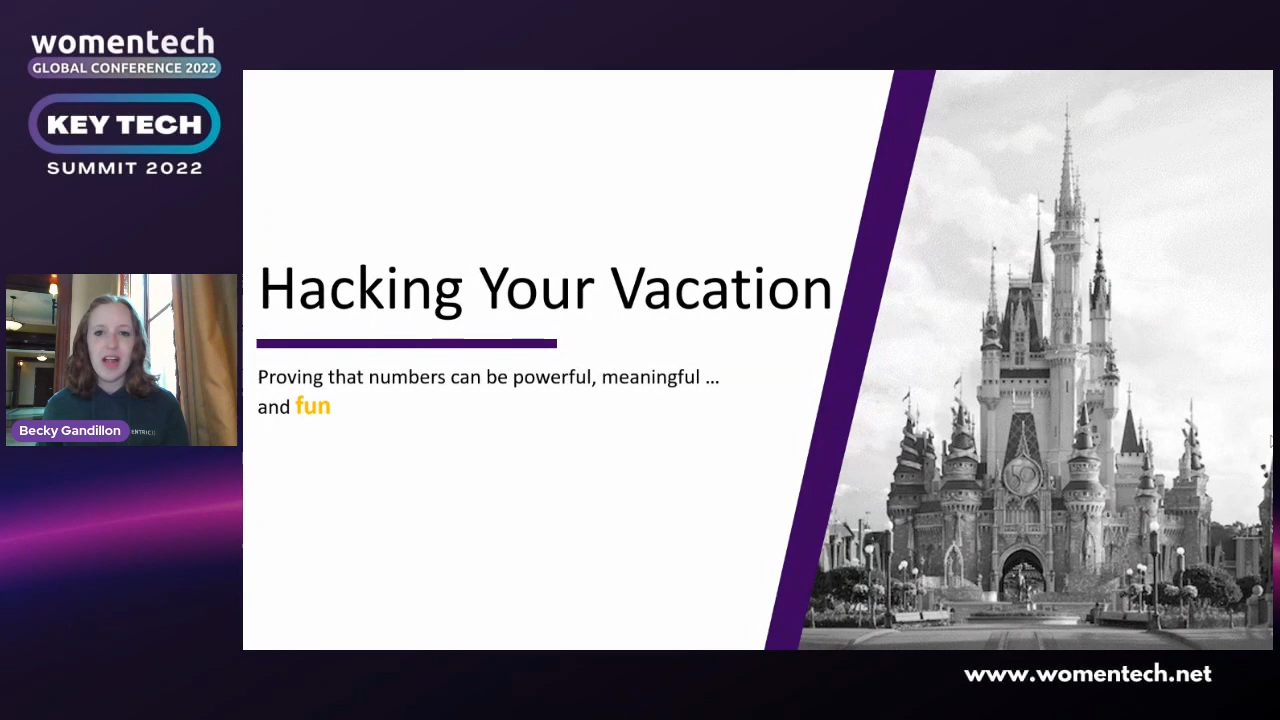 womentech
GLOBAL CONFERENCE 2022
KEY TECH
SUMMIT 2022
Hacking Your Vacation
Proving that numbers can be powerful, meaningful ...
and fun
Becky Gandillon
50
www.womentech.net